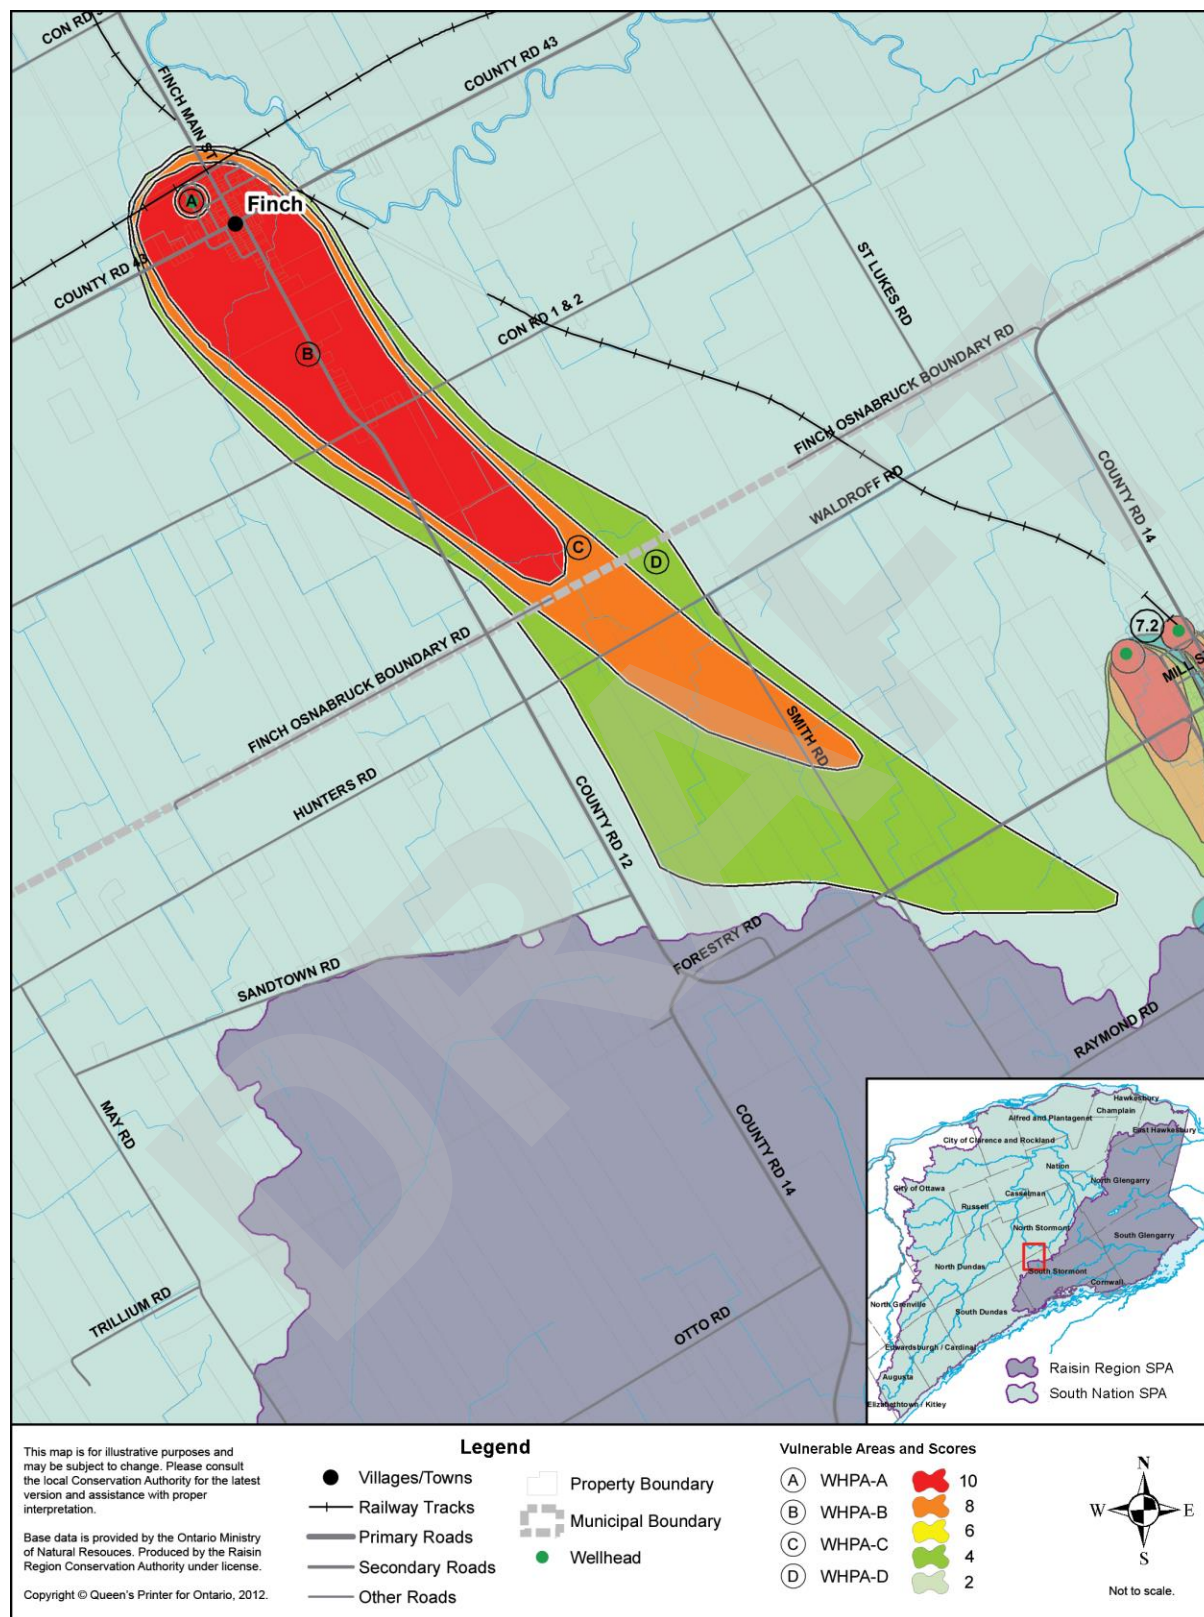 CON RD
COUNTY RD 43
FINCH MAIN ST
A
Finch
COUNTY RD 43
ST LUKES RD
CON RD 1 & 2
B
FINCH OSNABRUCK BOUNDARY RD
WALDROFF RD
COUNTY RD 14
C
D
7.2
MILL S
FINCH OSNABRUCK BOUNDARY RD
SMITH RD
HUNTERS RD
COUNTY RD 12
FORESTRY RD
SANDTOWN RD
RAYMOND RD
MAY RD
COUNTY RD 14
TRILLIUM RD
OTTO RD
DRAFT
Hawkesbury
Champlain
Alfred and Plantagenet
East Hawkesbury
City of Clarence and Rockland
Nation
City of Ottawa
North Glengarry
Casselman
Russell
North Stormont
South Glengarry
North Dundas
South Stormont
Cornwall
North Grenville
South Dundas
Edwardsburgh / Cardinal
Augusta
Elizabethtown / Kitley
Raisin Region SPA
South Nation SPA
This map is for illustrative purposes and
may be subject to change. Please consult
the local Conservation Authority for the latest
version and assistance with proper
interpretation.
Base data is provided by the Ontario Ministry
of Natural Resouces. Produced by the Raisin
Region Conservation Authority under license.
Copyright © Queen's Printer for Ontario, 2012.
Legend
Villages/Towns
Railway Tracks
Primary Roads
Secondary Roads
Other Roads
Property Boundary
Municipal Boundary
Wellhead
Vulnerable Areas and Scores
A WHPA-A 10
B WHPA-B 8
C WHPA-C 6
D WHPA-D 4
2
N
W E
S
Not to scale.